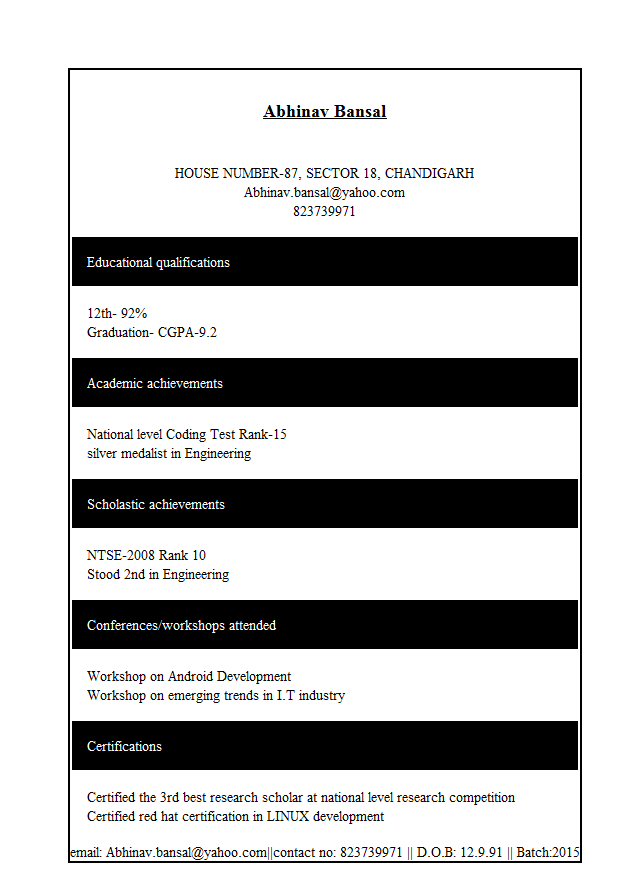 Abhinav Bansal
HOUSE NUMBER-87, SECTOR 18, CHANDIGARH
Abhinav.bansal@yahoo.com
823739971
Educational qualifications
12th- 92%
Graduation- CGPA-9.2
Academic achievements
National level Coding Test Rank-15
silver medalist in Engineering
Scholastic achievements
NTSE-2008 Rank 10
Stood 2nd in Engineering
Conferences/workshops attended
Workshop on Android Development
Workshop on emerging trends in I.T industry
Certifications
Certified the 3rd best research scholar at national level research competition
Certified red hat certification in LINUX development
email: Abhinav.bansal@yahoo.com||contact no: 823739971 || D.O.B: 12.9.91 || Batch:2015